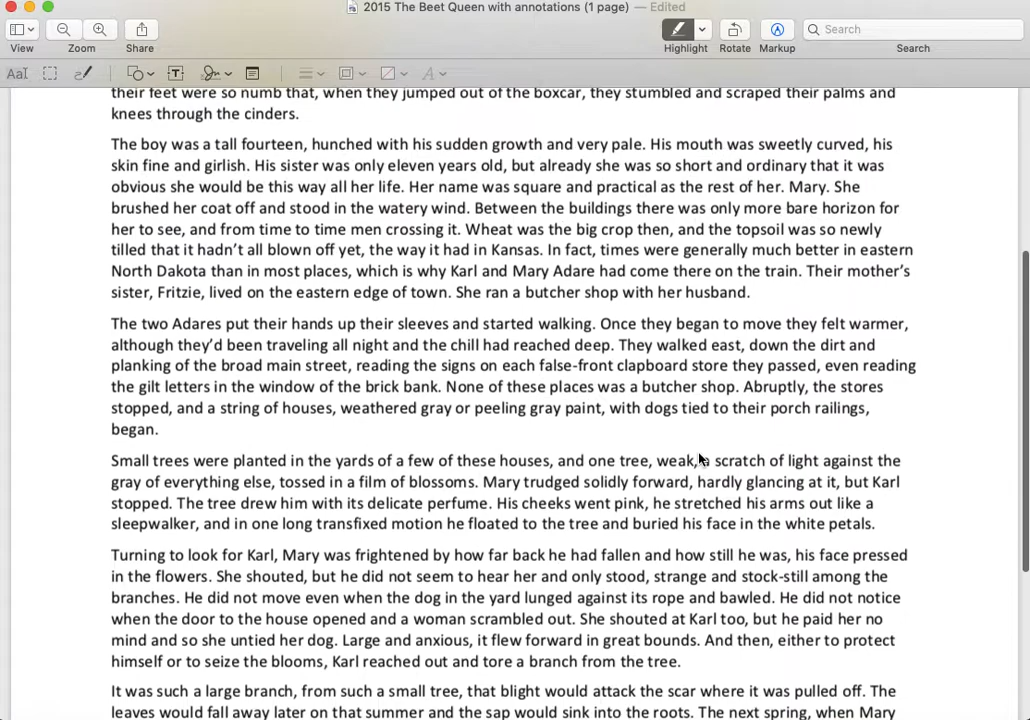 2015 The Beet Queen with annotations (1 page) — Edited
Search
View
Zoom
Share
Highlight
Rotate
Markup
Search
AaI
T
A
their feet were so numb that, when they jumped out of the boxcar, they stumbled and scraped their palms and
knees through the cinders.
The boy was a tall fourteen, hunched with his sudden growth and very pale. His mouth was sweetly curved, his
skin fine and girlish. His sister was only eleven years old, but already she was so short and ordinary that it was
obvious she would be this way all her life. Her name was square and practical as the rest of her. Mary. She
brushed her coat off and stood in the watery wind. Between the buildings there was only more bare horizon for
her to see, and from time to time men crossing it. Wheat was the big crop then, and the topsoil was so newly
tilled that it hadn't all blown off yet, the way it had in Kansas. In fact, times were generally much better in eastern
North Dakota than in most places, which is why Karl and Mary Adare had come there on the train. Their mother's
sister, Fritzie, lived on the eastern edge of town. She ran a butcher shop with her husband.
The two Adares put their hands up their sleeves and started walking. Once they began to move they felt warmer,
although they'd been traveling all night and the chill had reached deep. They walked east, down the dirt and
planking of the broad main street, reading the signs on each false-front clapboard store they passed, even reading
the gilt letters in the window of the brick bank. None of these places was a butcher shop. Abruptly, the stores
stopped, and a string of houses, weathered gray or peeling gray paint, with dogs tied to their porch railings,
began.
Small trees were planted in the yards of a few of these houses, and one tree, weak, a scratch of light against the
gray of everything else, tossed in a film of blossoms. Mary trudged solidly forward, hardly glancing at it, but Karl
stopped. The tree drew him with its delicate perfume. His cheeks went pink, he stretched his arms out like a
sleepwalker, and in one long transfixed motion he floated to the tree and buried his face in the white petals.
Turning to look for Karl, Mary was frightened by how far back he had fallen and how still he was, his face pressed
in the flowers. She shouted, but he did not seem to hear her and only stood, strange and stock-still among the
branches. He did not move even when the dog in the yard lunged against its rope and bawled. He did not notice
when the door to the house opened and a woman scrambled out. She shouted at Karl too, but he paid her no
mind and so she untied her dog. Large and anxious, it flew forward in great bounds. And then, either to protect
himself or to seize the blooms, Karl reached out and tore a branch from the tree.
It was such a large branch, from such a small tree, that blight would attack the scar where it was pulled off. The
leaves would fall away later on that summer and the sap would sink into the roots. The next spring, when Mary